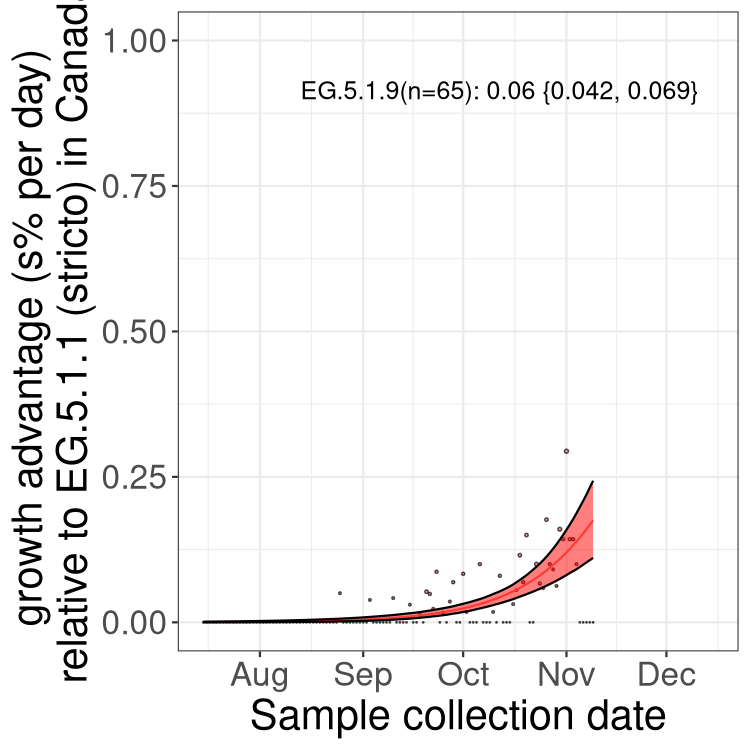 growth advantage (s% per day)
relative to EG.5.1.1 (stricto) in Canada
1.00
0.75
0.50
0.25
0.00
EG.5.1.9(n=65): 0.06 {0.042, 0.069}
Aug Sep Oct Nov Dec
Sample collection date